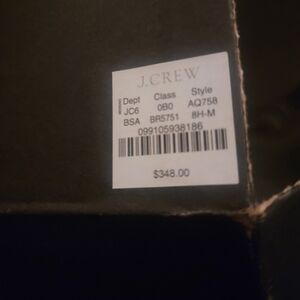 J.CREW
Dept Class Style
JC6 0B0 AQ758
BSA BR5751 8H-M
099105938186
$348.00